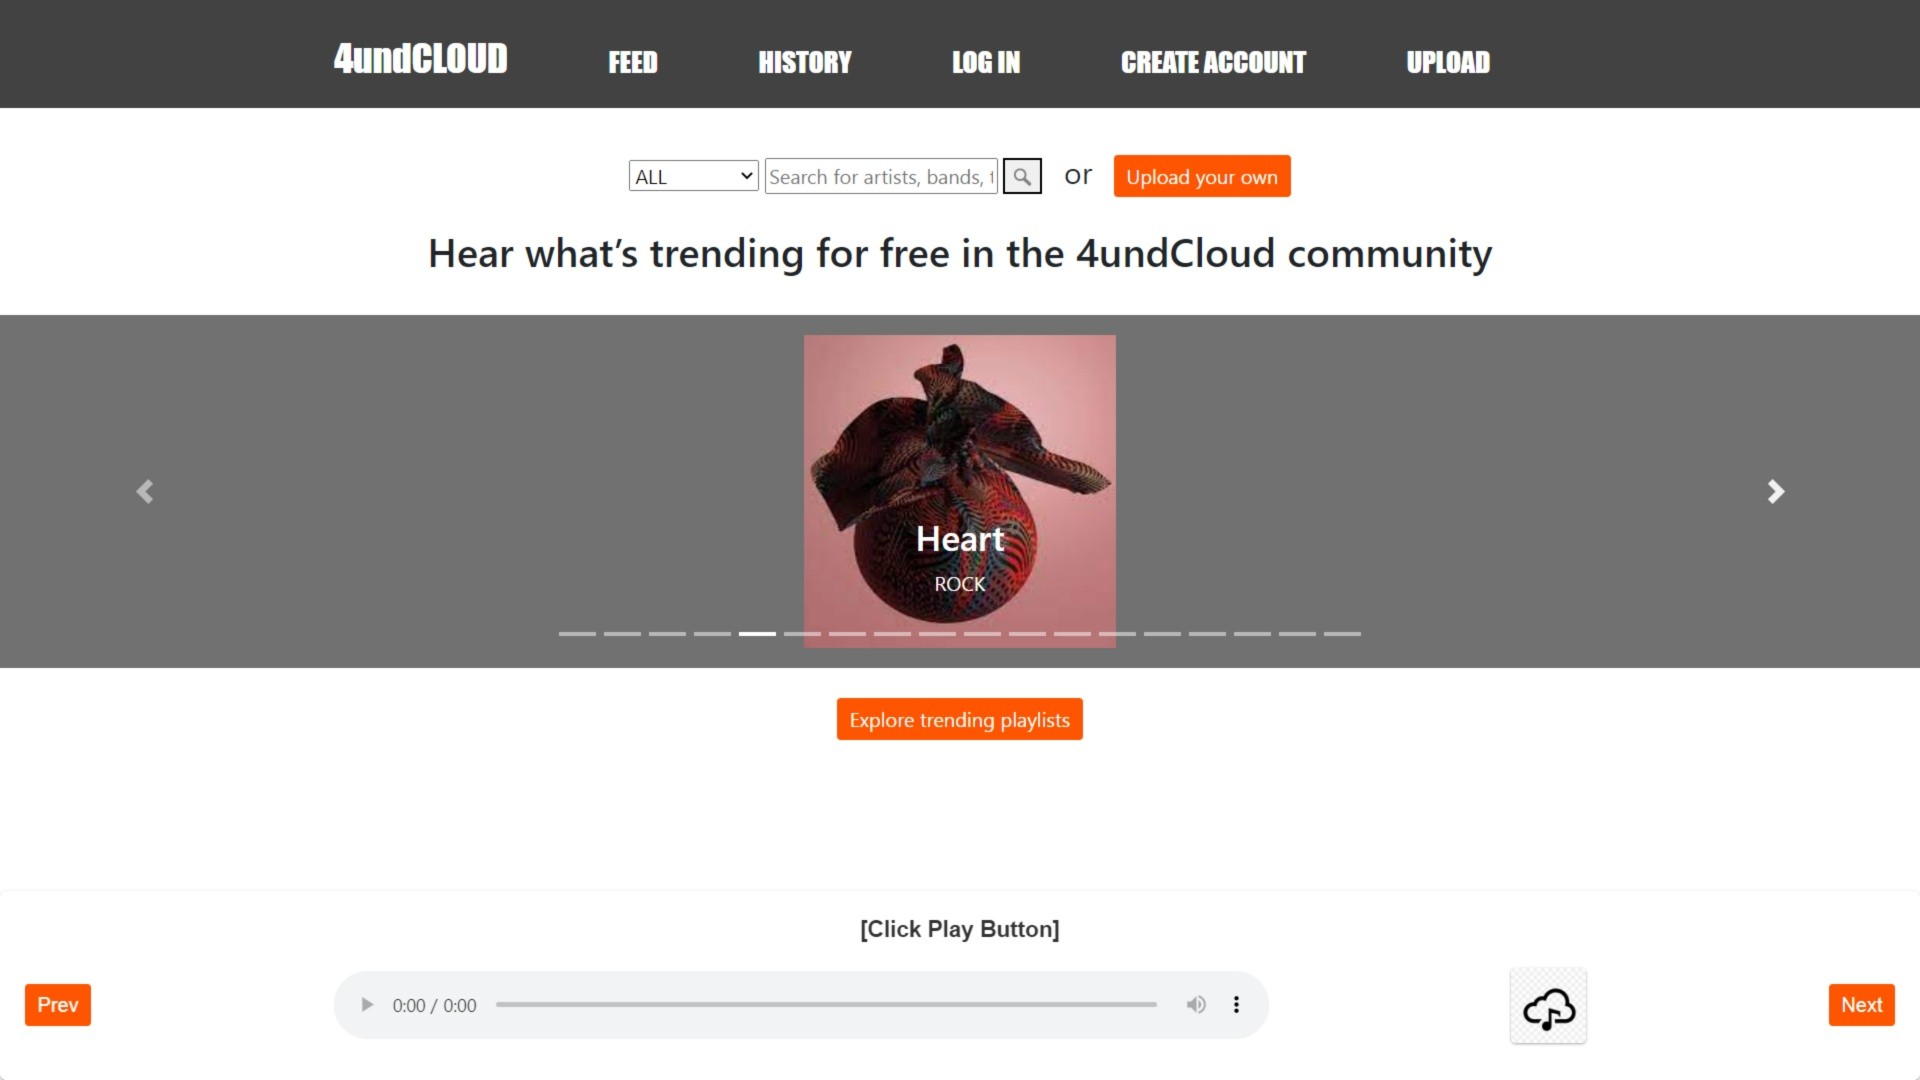 4undCLOUD FEED HISTORY LOG IN CREATE ACCOUNT UPLOAD
ALL Search for artists, bands, t or Upload your own
Hear what’s trending for free in the 4undCloud community
Heart
ROCK
Explore trending playlists
[Click Play Button]
Prev 0:00 / 0:00 Next